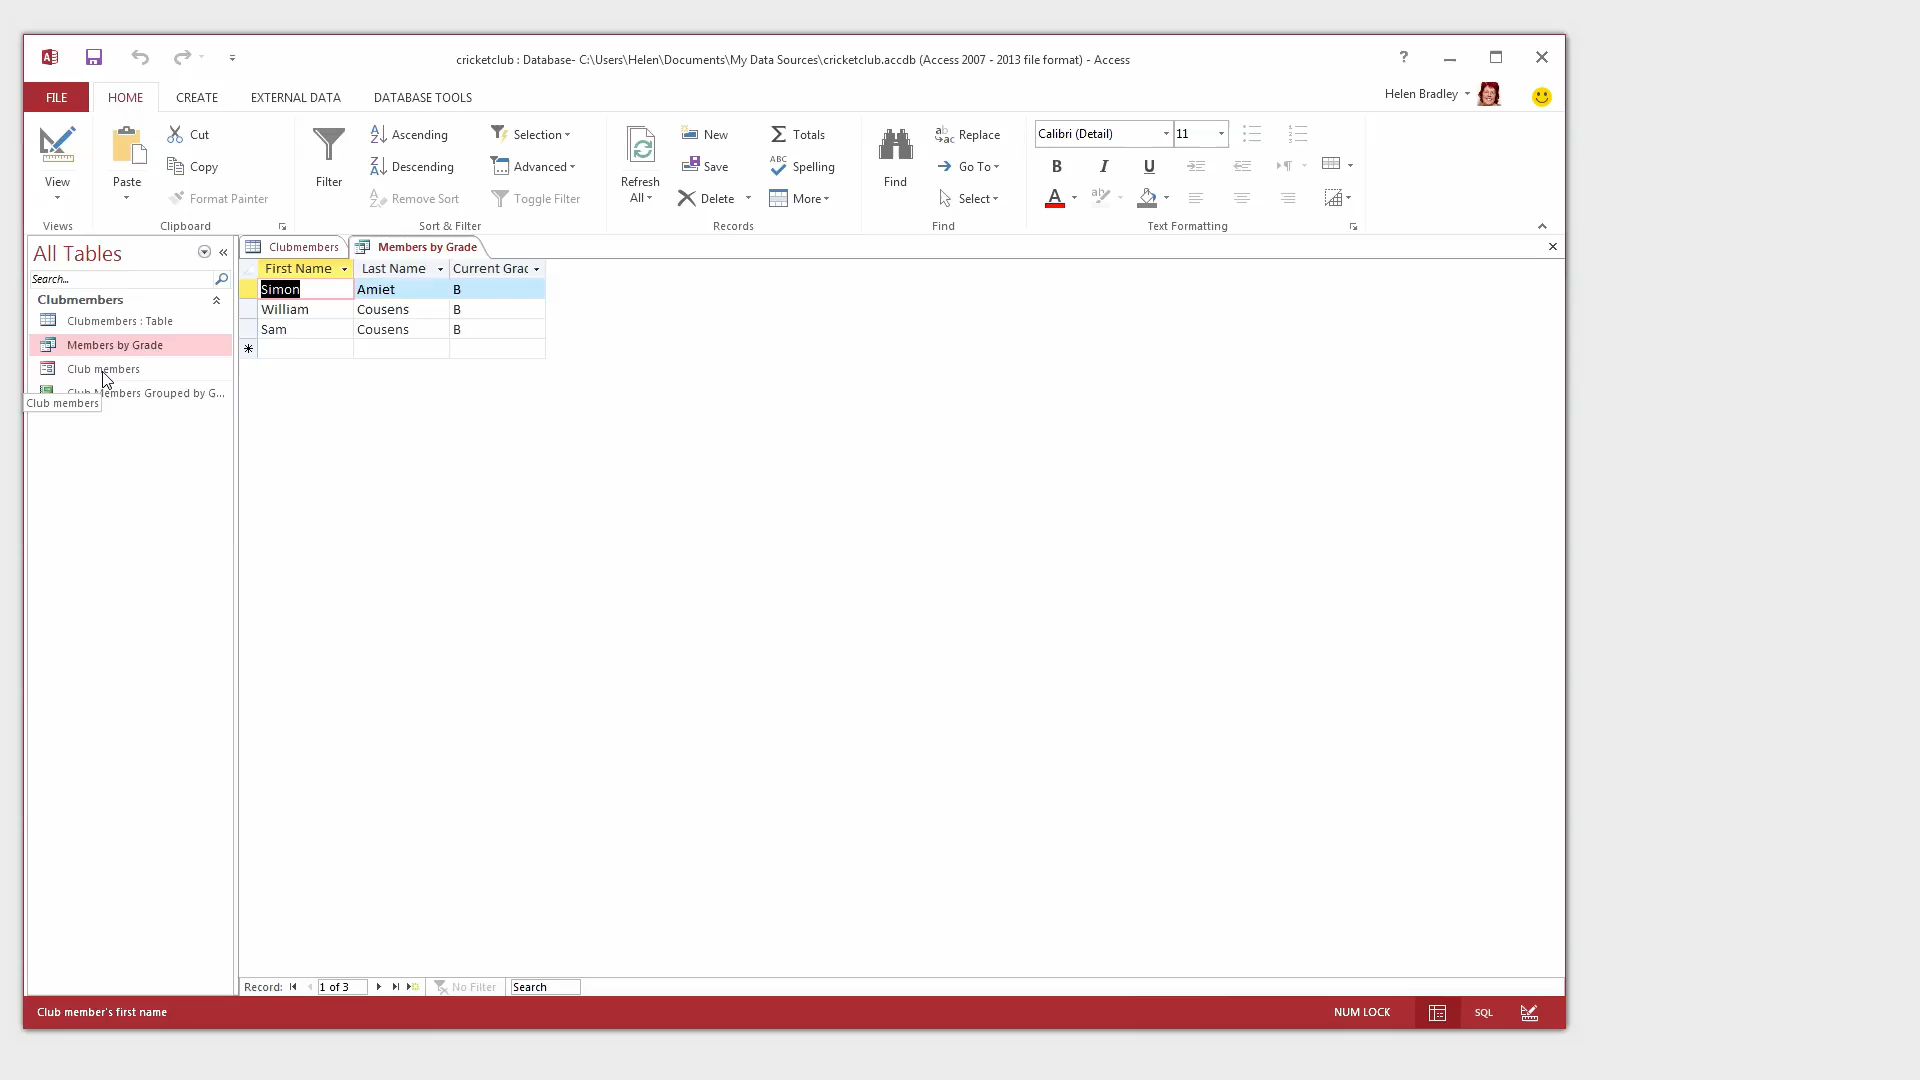 cricketclub : Database- C:\Users\Helen\Documents\My Data Sources\cricketclub.accdb (Access 2007 - 2013 file format) - Access
?
FILE HOME CREATE EXTERNAL DATA DATABASE TOOLS
Helen Bradley
View
Views
Paste
Cut
Copy
Format Painter
Clipboard
Filter
Ascending
Descending
Remove Sort
Selection
Advanced
Toggle Filter
Sort & Filter
Refresh
All
New
Save
Delete
Totals
Spelling
More
Records
Find
Replace
Go To
Select
Find
Calibri (Detail) 11
B I U
A
Text Formatting
All Tables
Search...
Clubmembers
Clubmembers : Table
Members by Grade
Club members
Club Members Grouped by G...
Club members
Clubmembers Members by Grade
First Name Last Name Current Grac
Simon Amiet B
William Cousens B
Sam Cousens B
Record: 1 of 3 No Filter Search
Club member's first name
NUM LOCK SQL